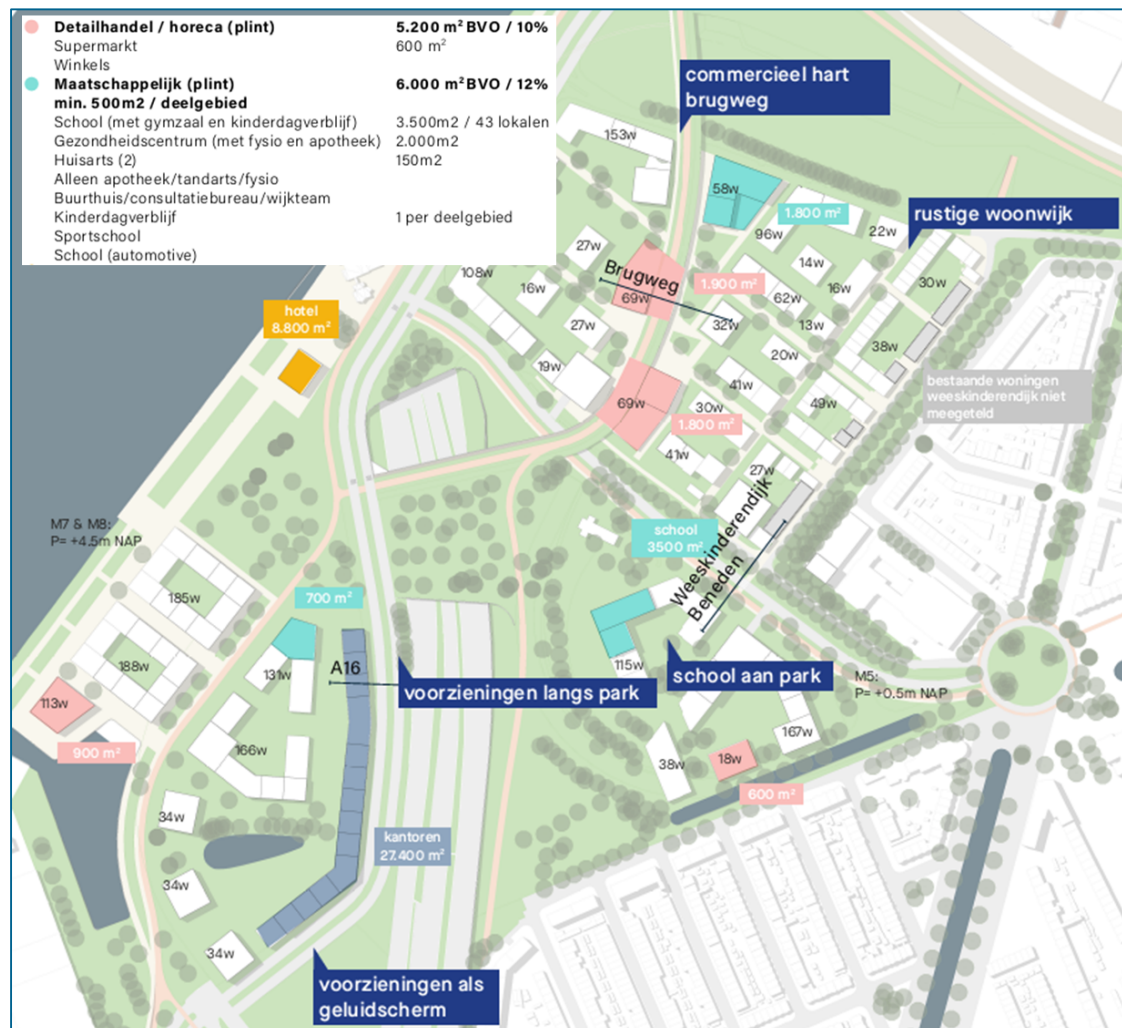 Detailhandel / horeca (plint) 5.200 m² BVO / 10%
Supermarkt 600 m²
Winkels
Maatschappelijk (plint) 6.000 m² BVO / 12%
min. 500m2 / deelgebied
School (met gymzaal en kinderdagverblijf) 3.500m2 / 43 lokalen
Gezondheidscentrum (met fysio en apotheek) 2.000m2
Huisarts (2) 150m2
Alleen apotheek/tandarts/fysio
Buurthuis/consultatiebureau/wijkteam
Kinderdagverblijf 1 per deelgebied
Sportschool
School (automotive)
commercieel hart
brugweg
153w
58w
1.800 m²
rustige woonwijk
96w
22w
27w
14w
108w
16w
Brugweg
1.900 m²
62w
16w
30w
69w
hotel
8.800 m²
27w
32w
13w
38w
20w
19w
41w
bestaande woningen
weeskinderendijk niet
meegeteld
69w
30w
49w
1.800 m²
41w
27w
M7 & M8:
P= +4.5m NAP
school
3500 m²
Weeskinderendijk
Beneden
185w
700 m²
188w
131w
A16
115w
school aan park
M5:
P= +0.5m NAP
voorzieningen langs park
113w
900 m²
166w
167w
38w
18w
600 m²
34w
kantoren
27.400 m²
34w
34w
voorzieningen als
geluidscherm